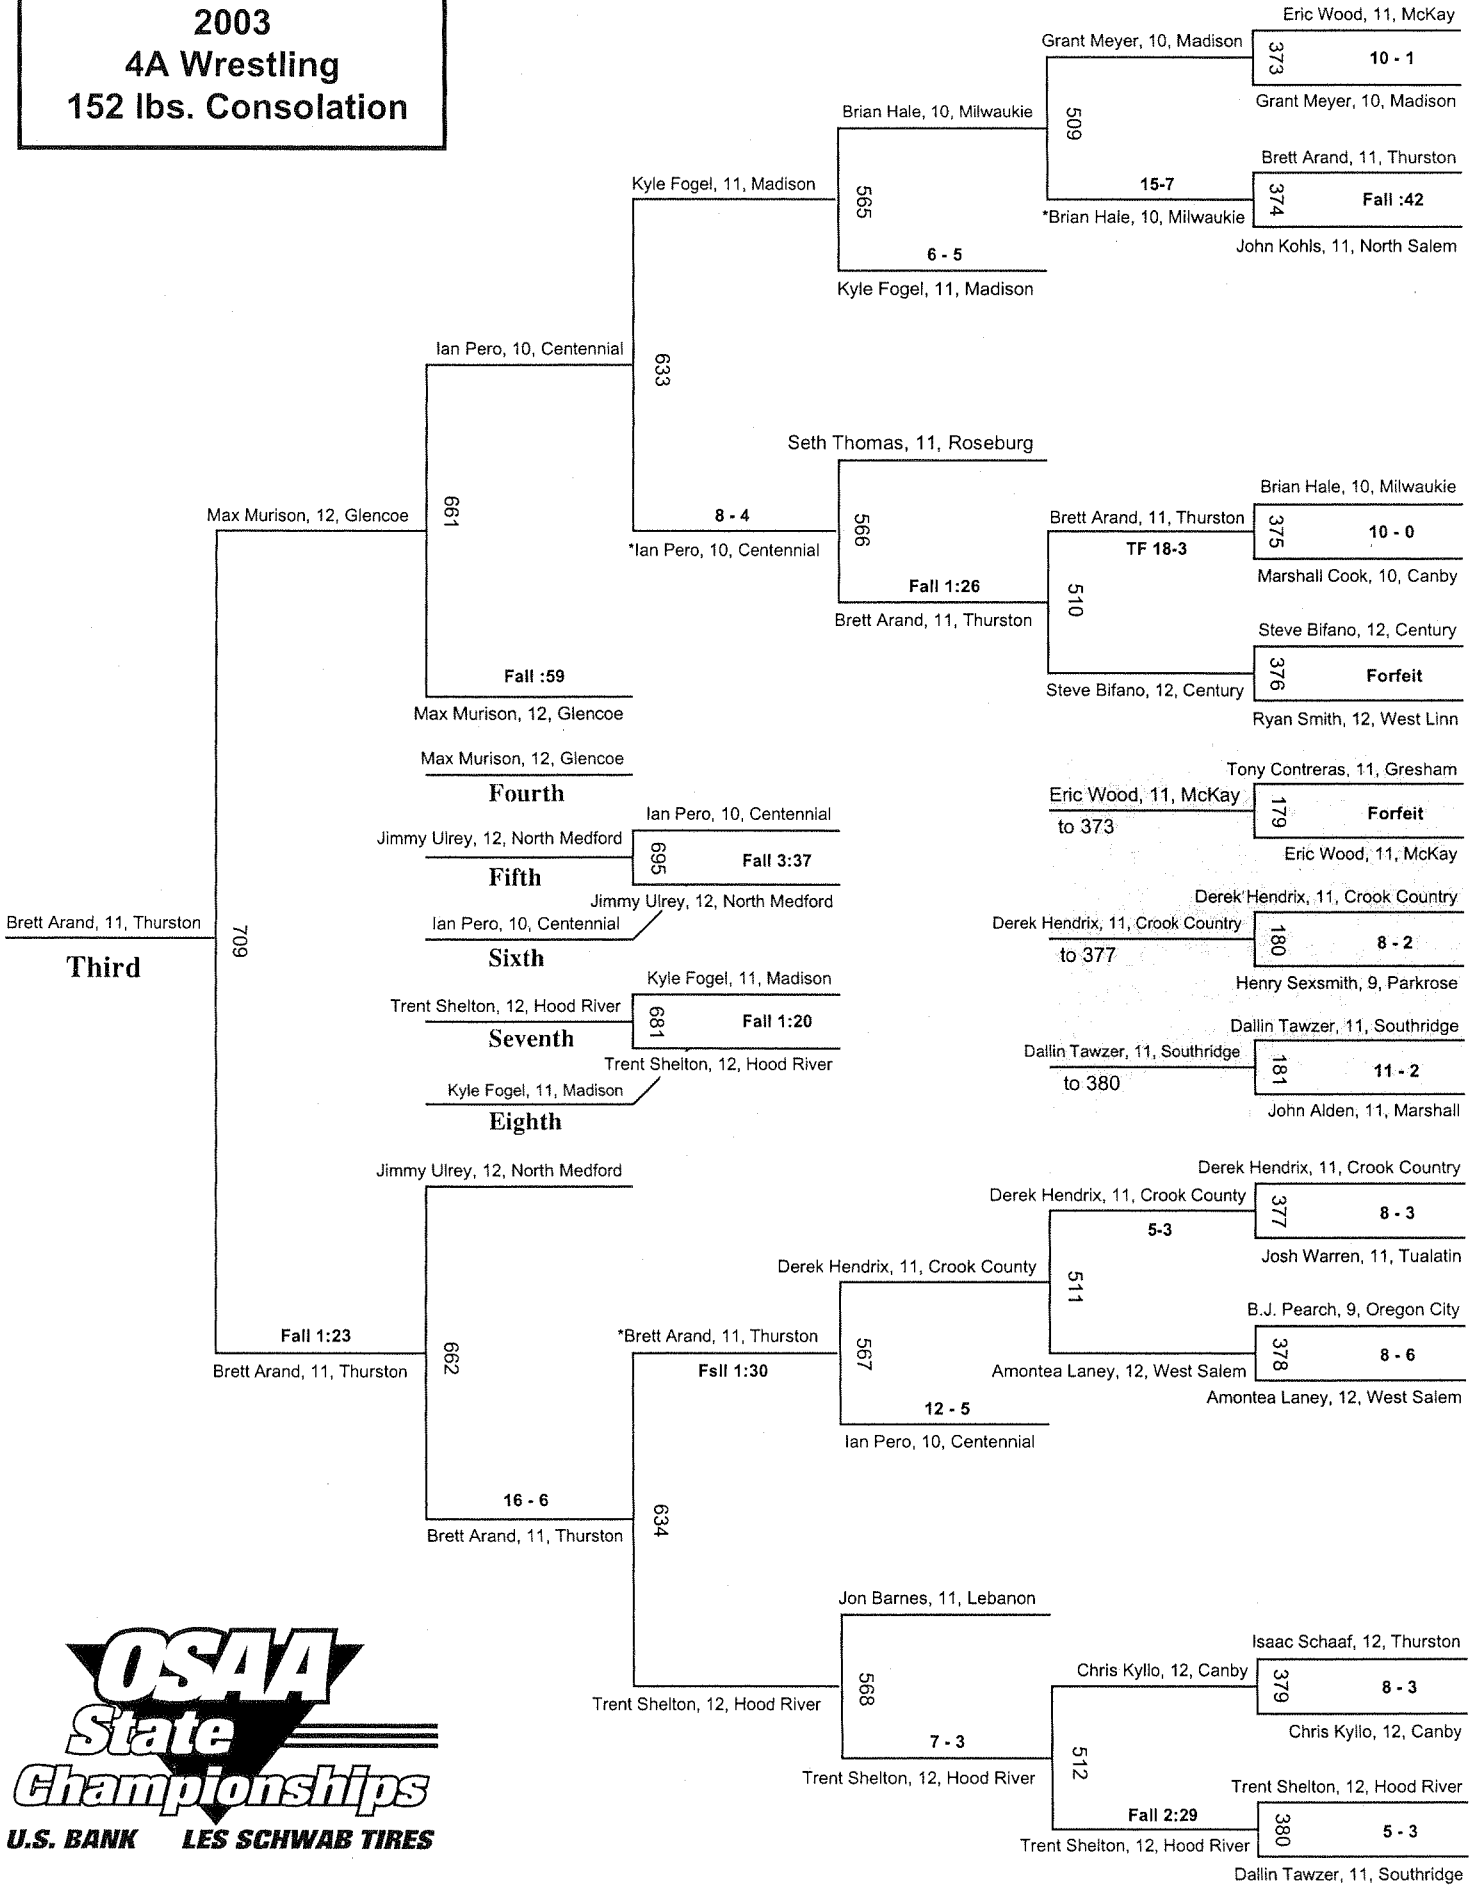 2003
4A Wrestling
152 lbs. Consolation
Eric Wood, 11, McKay
Grant Meyer, 10, Madison
373
10 - 1
Grant Meyer, 10, Madison
Brian Hale, 10, Milwaukie
509
Brett Arand, 11, Thurston
15-7
374
Fall :42
*Brian Hale, 10, Milwaukie
John Kohls, 11, North Salem
Kyle Fogel, 11, Madison
565
6 - 5
Kyle Fogel, 11, Madison
Ian Pero, 10, Centennial
633
Seth Thomas, 11, Roseburg
Brian Hale, 10, Milwaukie
Brett Arand, 11, Thurston
375
10 - 0
TF 18-3
Marshall Cook, 10, Canby
8 - 4
*Ian Pero, 10, Centennial
566
Fall 1:26
Brett Arand, 11, Thurston
510
Steve Bifano, 12, Century
376
Forfeit
Steve Bifano, 12, Century
Ryan Smith, 12, West Linn
Max Murison, 12, Glencoe
661
Fall :59
Max Murison, 12, Glencoe
Max Murison, 12, Glencoe
Fourth
Tony Contreras, 11, Gresham
Eric Wood, 11, McKay
179
Forfeit
to 373
Eric Wood, 11, McKay
Ian Pero, 10, Centennial
Jimmy Ulrey, 12, North Medford
695
Fall 3:37
Fifth
Jimmy Ulrey, 12, North Medford
Ian Pero, 10, Centennial
Sixth
Derek Hendrix, 11, Crook Country
Derek Hendrix, 11, Crook Country
180
8 - 2
to 377
Henry Sexsmith, 9, Parkrose
Brett Arand, 11, Thurston
709
Third
Kyle Fogel, 11, Madison
Trent Shelton, 12, Hood River
681
Fall 1:20
Seventh
Trent Shelton, 12, Hood River
Kyle Fogel, 11, Madison
Eighth
Dallin Tawzer, 11, Southridge
Dallin Tawzer, 11, Southridge
181
11 - 2
to 380
John Alden, 11, Marshall
Jimmy Ulrey, 12, North Medford
Derek Hendrix, 11, Crook Country
Derek Hendrix, 11, Crook County
377
8 - 3
5-3
Josh Warren, 11, Tualatin
Derek Hendrix, 11, Crook County
511
B.J. Pearch, 9, Oregon City
378
8 - 6
Amontea Laney, 12, West Salem
Amontea Laney, 12, West Salem
Fall 1:23
Brett Arand, 11, Thurston
662
*Brett Arand, 11, Thurston
Fsll 1:30
567
12 - 5
Ian Pero, 10, Centennial
16 - 6
Brett Arand, 11, Thurston
634
Jon Barnes, 11, Lebanon
Isaac Schaaf, 12, Thurston
Chris Kyllo, 12, Canby
379
8 - 3
Chris Kyllo, 12, Canby
Trent Shelton, 12, Hood River
568
7 - 3
Trent Shelton, 12, Hood River
512
Trent Shelton, 12, Hood River
Fall 2:29
380
5 - 3
Trent Shelton, 12, Hood River
Dallin Tawzer, 11, Southridge
OSAA
State
Championships
U.S. BANK LES SCHWAB TIRES